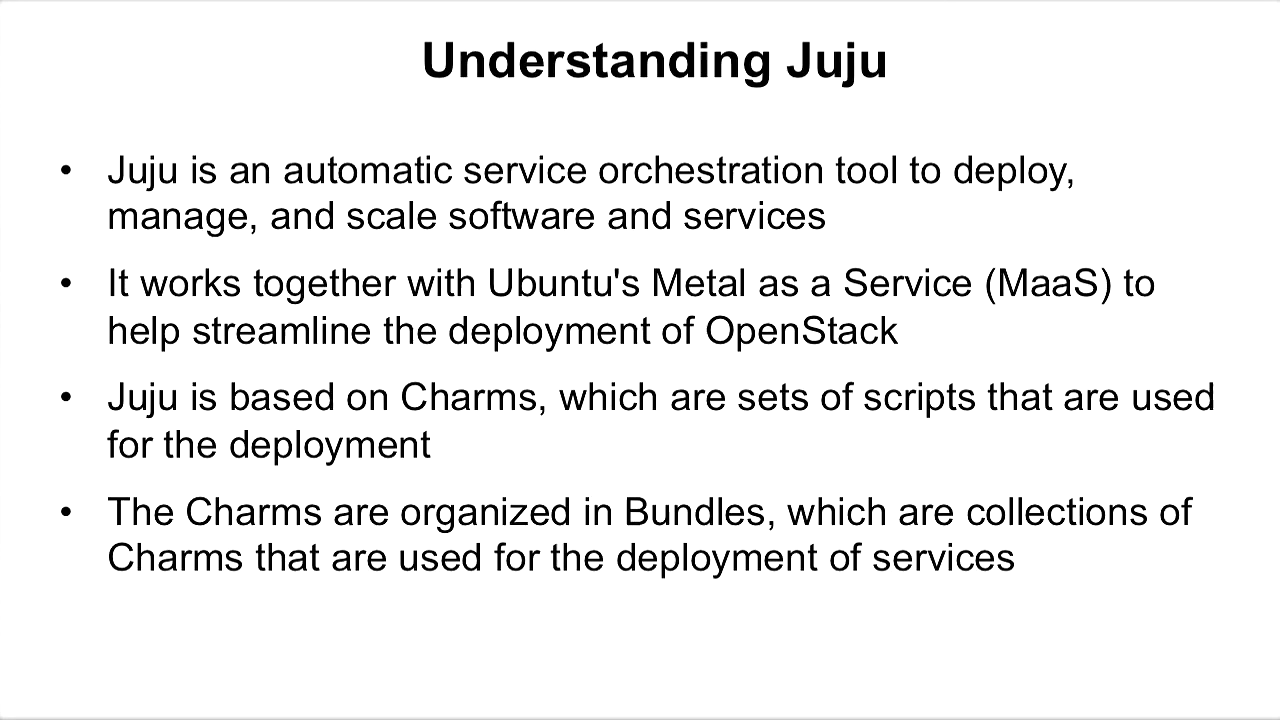 Understanding Juju
• Juju is an automatic service orchestration tool to deploy,
manage, and scale software and services
• It works together with Ubuntu's Metal as a Service (MaaS) to
help streamline the deployment of OpenStack
• Juju is based on Charms, which are sets of scripts that are used
for the deployment
• The Charms are organized in Bundles, which are collections of
Charms that are used for the deployment of services